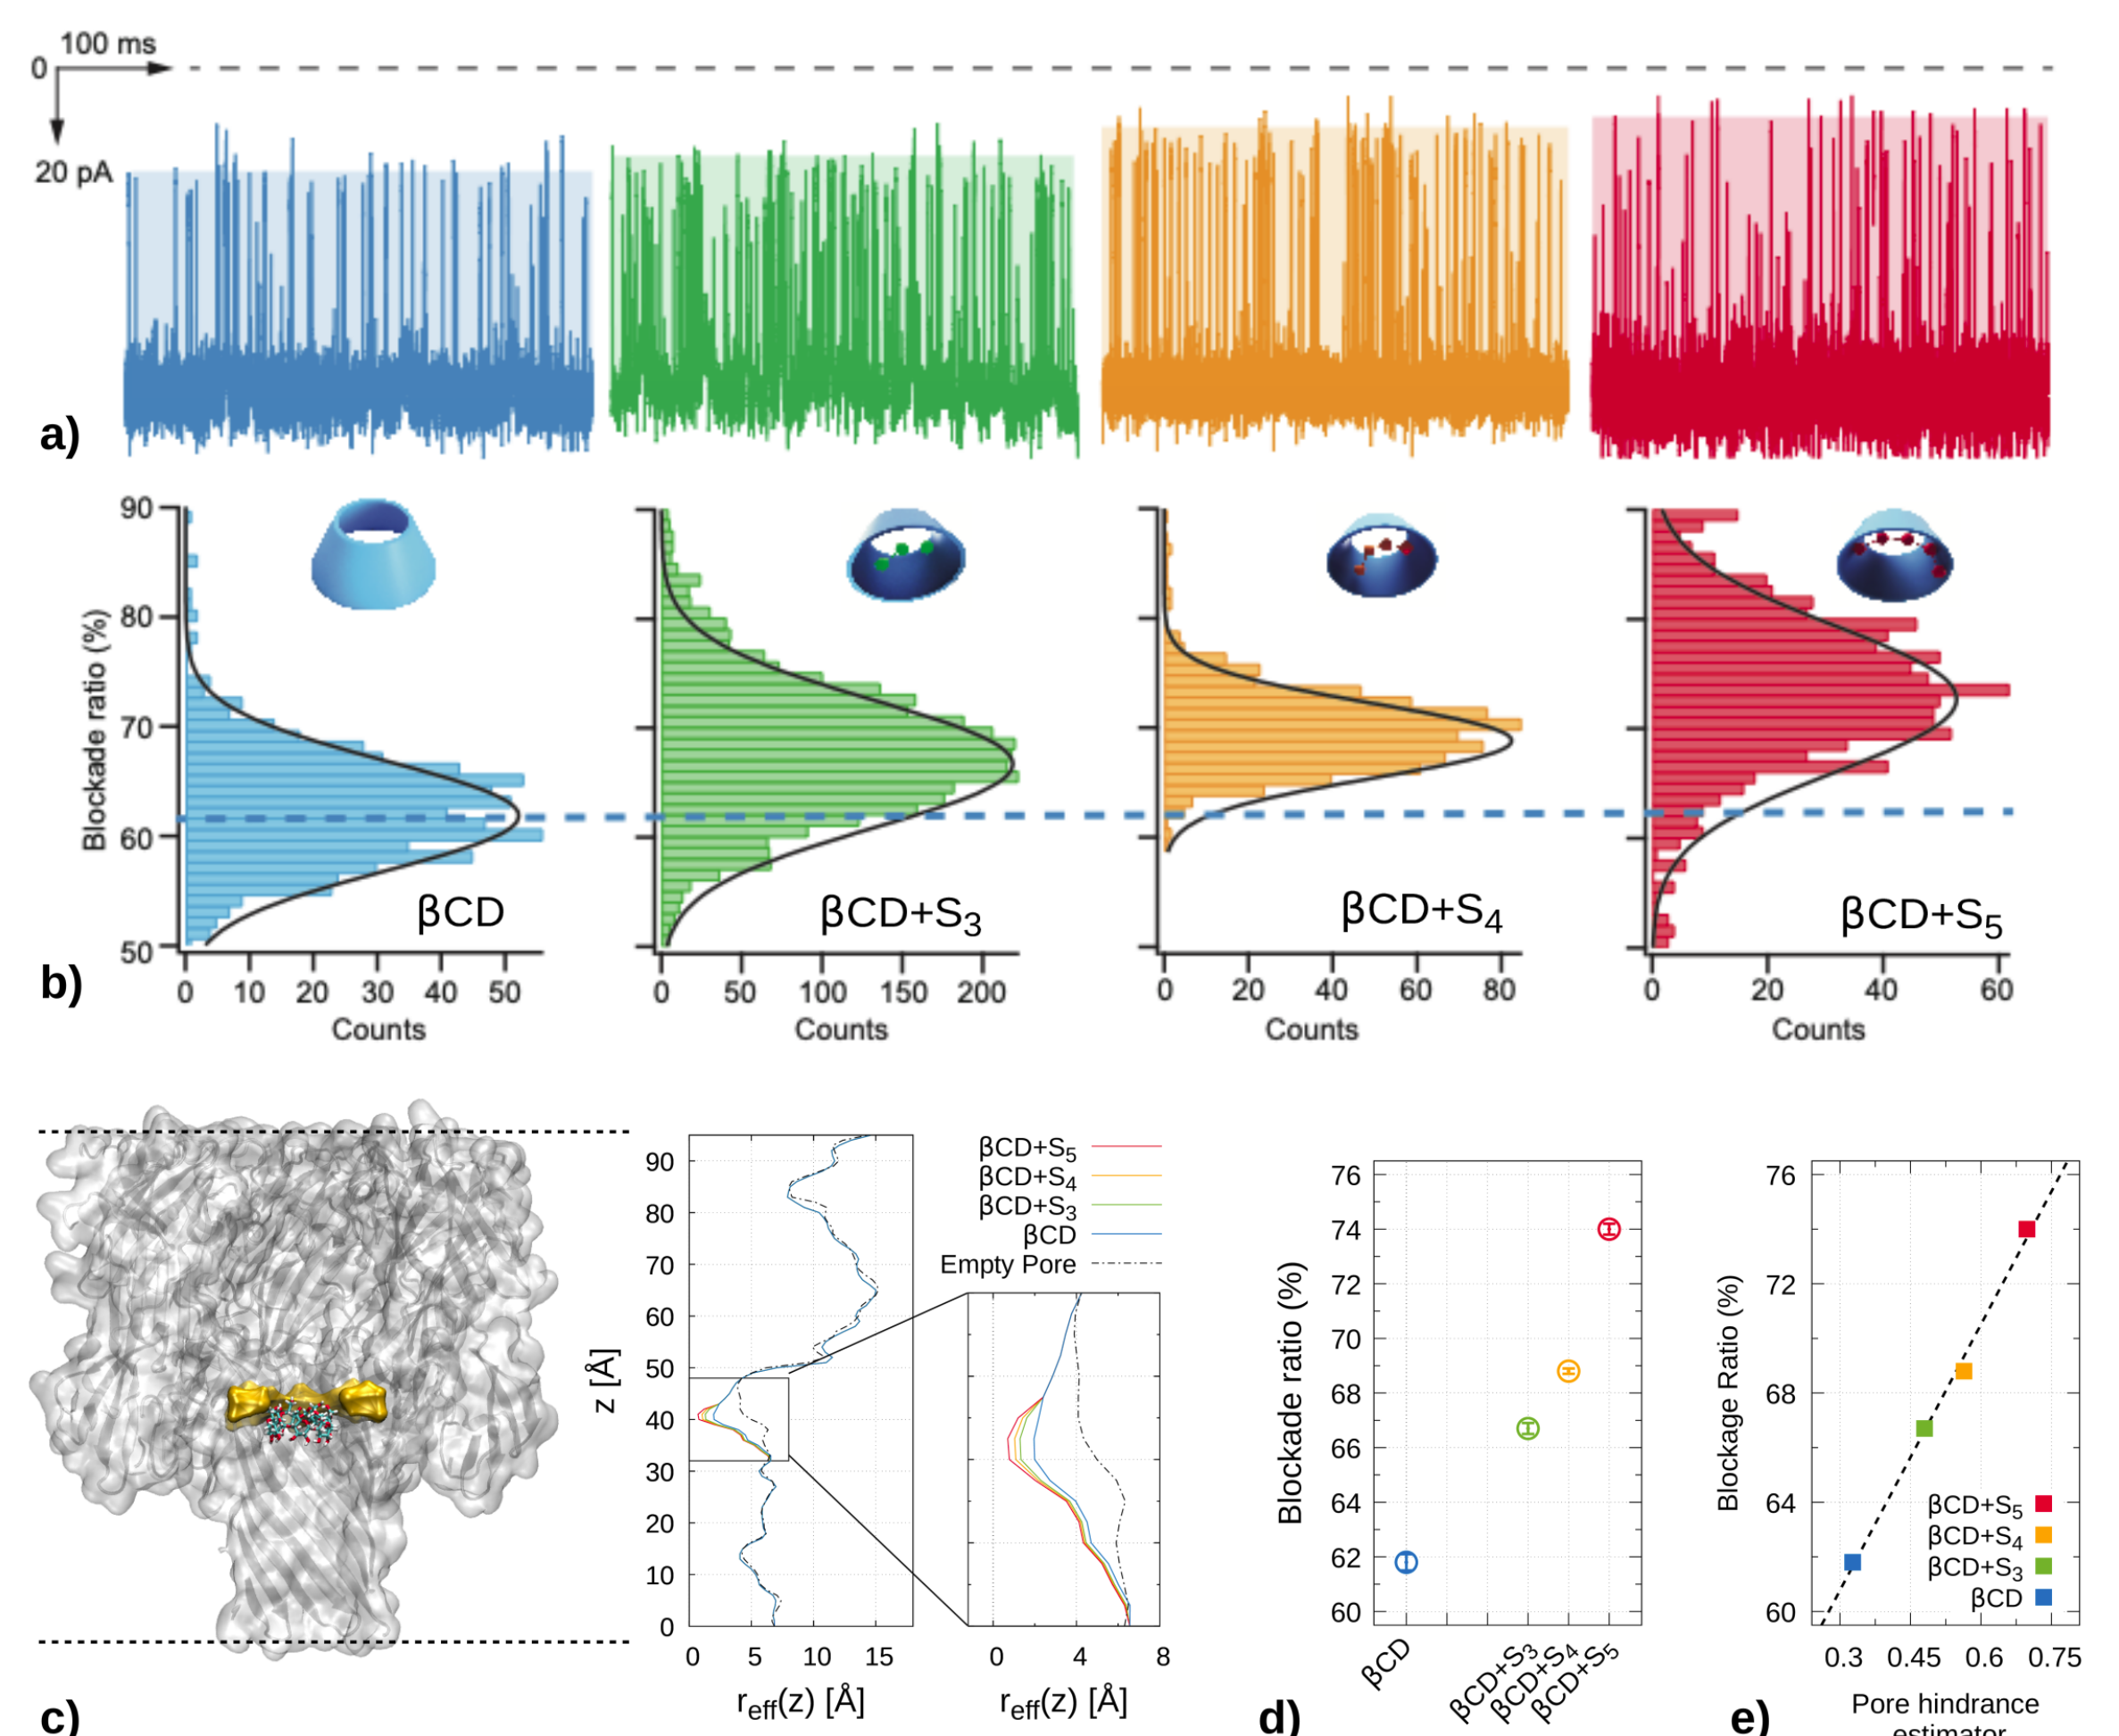 100 ms
0
20 pA
a)
90
80
70
60
50
Blockade ratio (%)
βCD
βCD+S3
βCD+S4
βCD+S5
0 10 20 30 40 50
0 50 100 150 200
0 20 40 60 80
0 20 40 60
Counts
Counts
Counts
Counts
b)
90
80
70
60
50
40
30
20
10
0
z [Å]
0 5 10 15
reff(z) [Å]
βCD+S5
βCD+S4
βCD+S3
βCD
Empty Pore
0 4 8
reff(z) [Å]
c)
76
74
72
70
68
66
64
62
60
Blockade ratio (%)
βCD
βCD+S3
βCD+S4
βCD+S5
d)
76
72
68
64
60
Blockage Ratio (%)
βCD+S5
βCD+S4
βCD+S3
βCD
0.3 0.45 0.6 0.75
Pore hindrance
estimator
e)